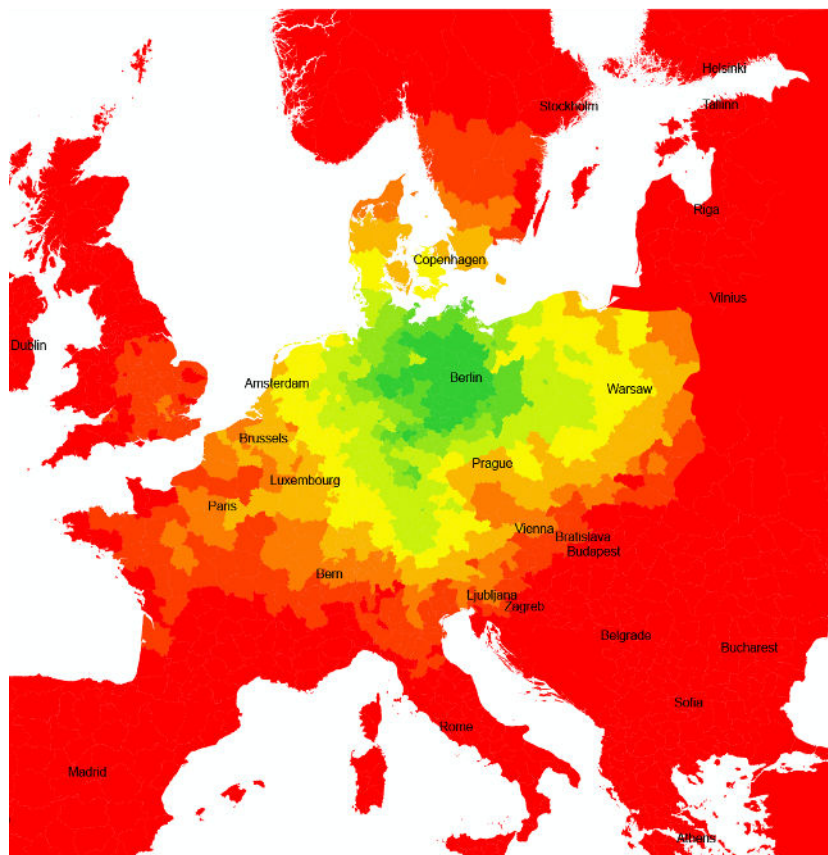 Helsinki
Stockholm
Talinn
Riga
Copenhagen
Vilnius
Dublin
Berlin
Amsterdam
Warsaw
Brussels
Prague
Luxembourg
Paris
Vienna
Bratislava
Budapest
Bern
Ljubljana
Zagreb
Belgrade
Bucharest
Sofia
Rome
Madrid
Athens